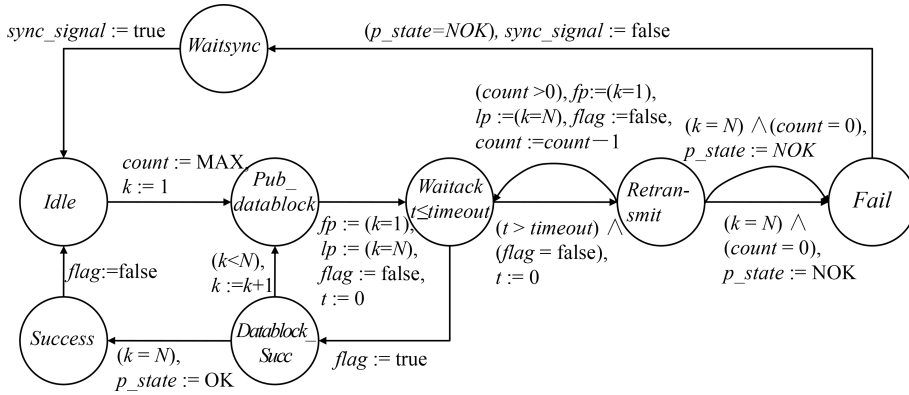 sync_signal := true
Waitsync
(p_state=NOK), sync_signal := false
(count >0), fp:=(k=1),
lp :=(k=N), flag :=false,
count :=count－1
(k = N) ∧(count = 0),
p_state := NOK
count := MAX,
k := 1
Idle
Pub_
datablock
Waitack
t≤timeout
Retran-
smit
Fail
fp := (k=1),
lp := (k=N),
flag := false,
t := 0
(t > timeout) ∧
(flag = false),
t := 0
(k = N) ∧
(count = 0),
p_state := NOK
flag:=false
(k<N),
k :=k+1
Success
Datablock_
Succ
flag := true
(k = N),
p_state := OK